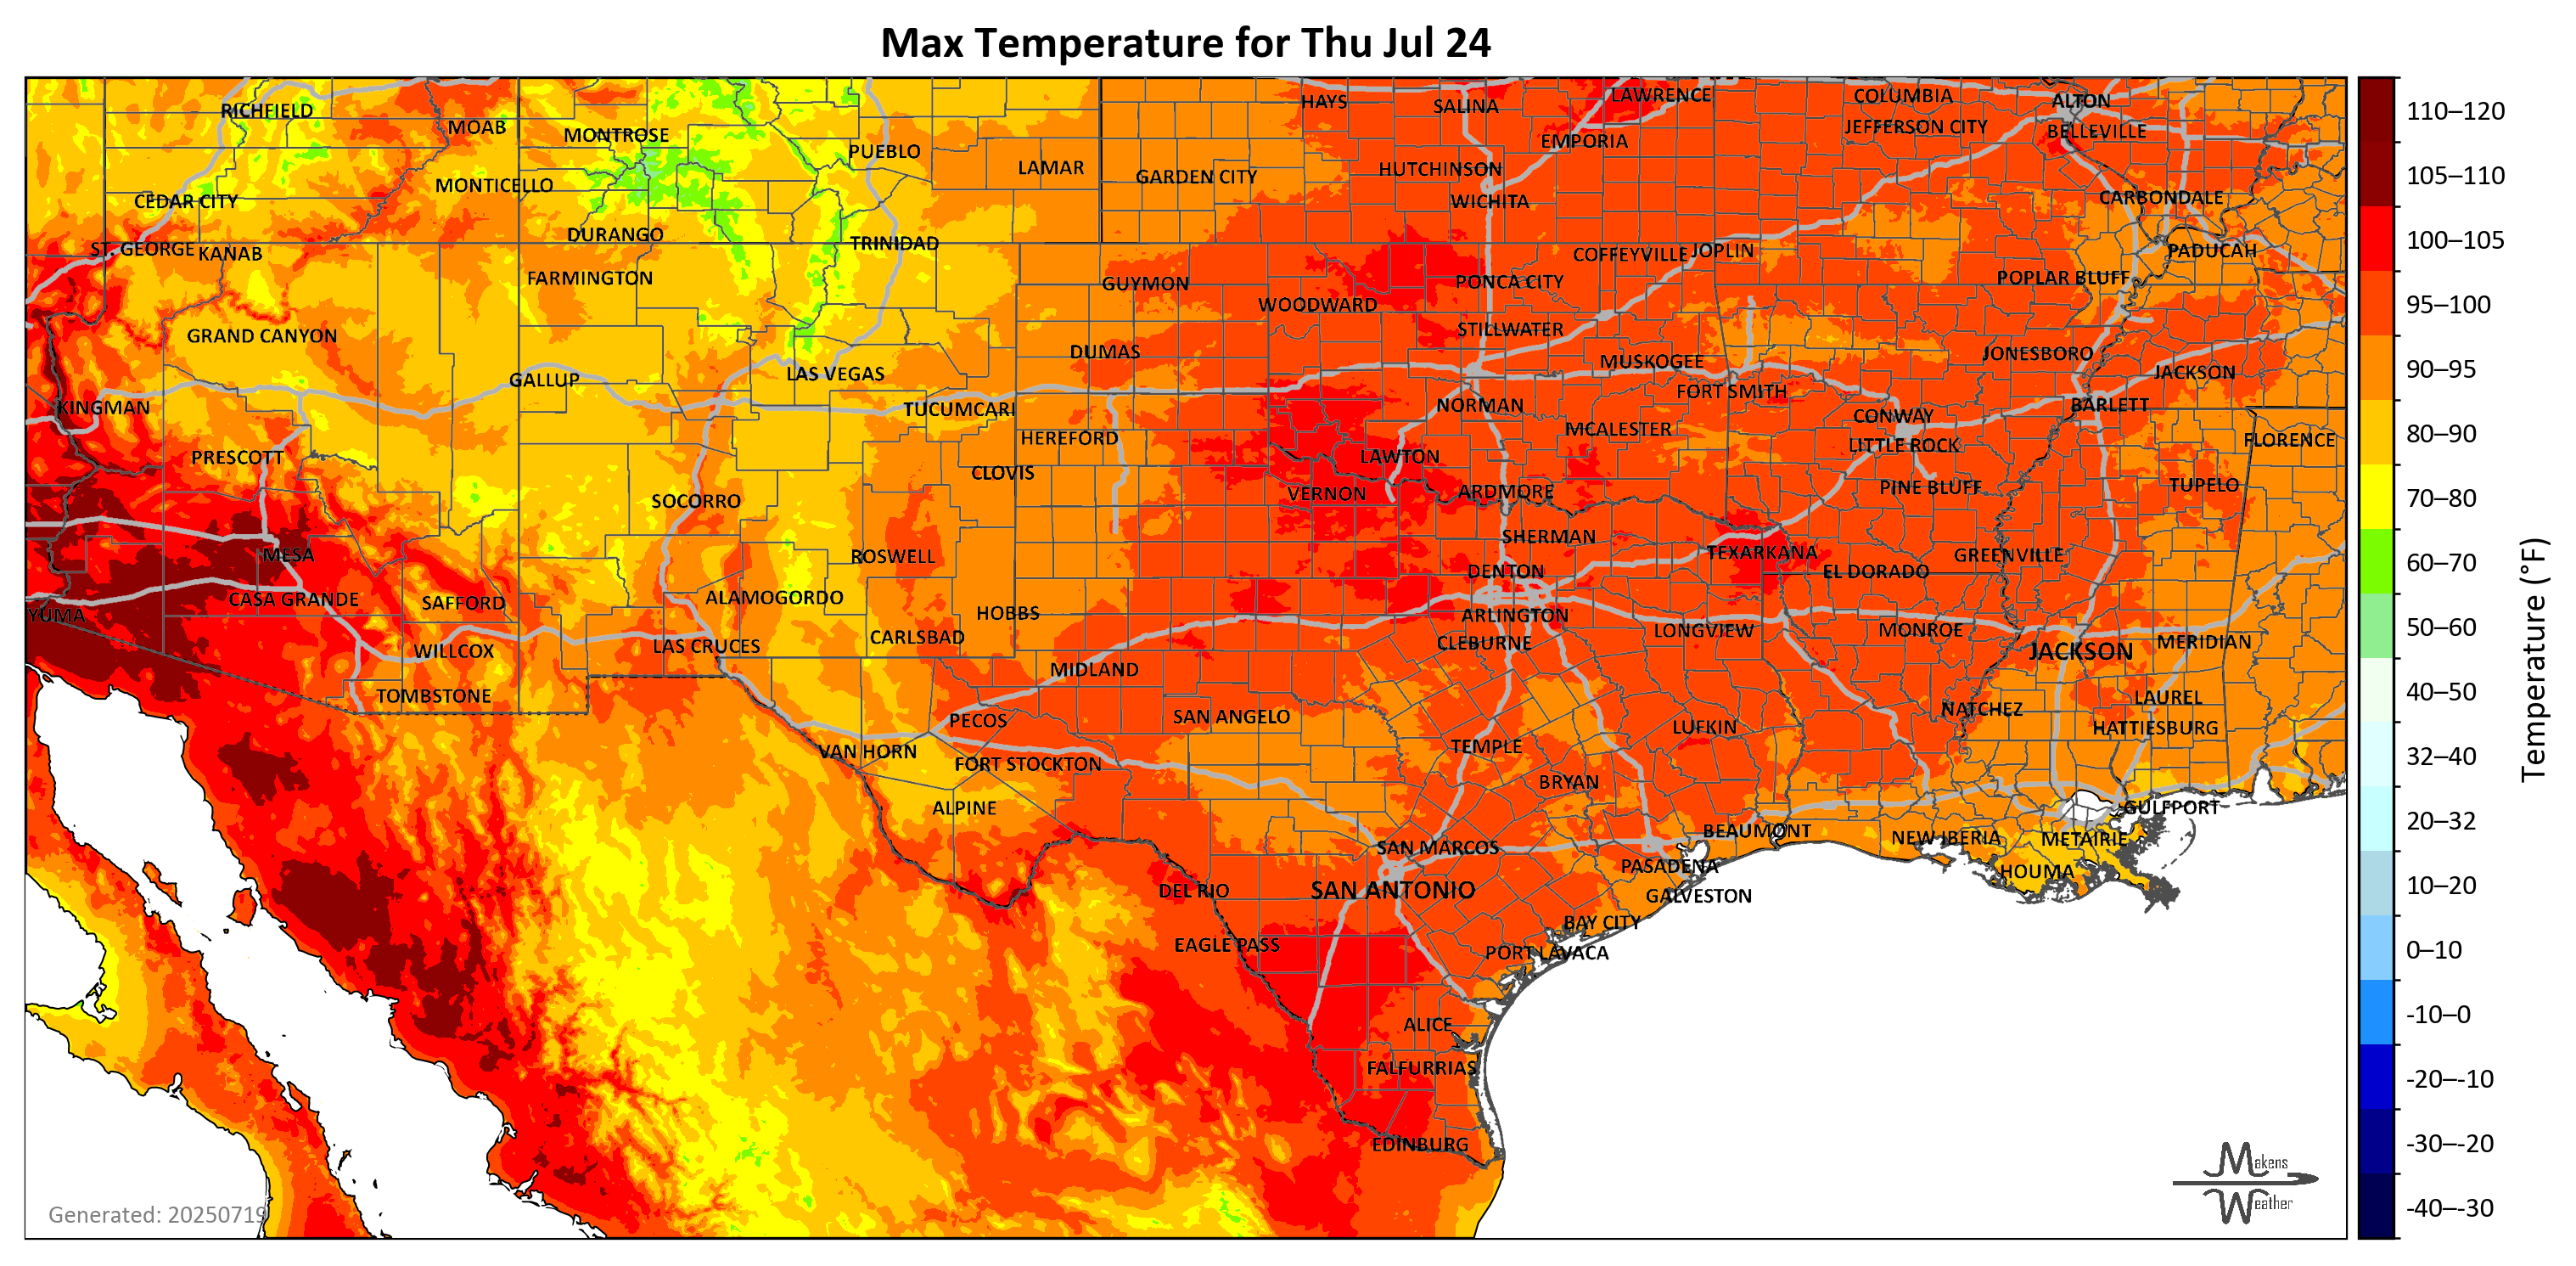 Max Temperature for Thu Jul 24
RICHFIELD
MOAB
MONTROSE
PUEBLO
LAMAR
GARDEN CITY
HAYS
SALINA
LAWRENCE
COLUMBIA
ALTON
JEFFERSON CITY
BELLEVILLE
EMPORIA
HUTCHINSON
WICHITA
CEDAR CITY
MONTICELLO
CARBONDALE
ST. GEORGE
KANAB
DURANGO
TRINIDAD
FARMINGTON
GUYMON
WOODWARD
PONCA CITY
COFFEYVILLE
JOPLIN
PADUCAH
POPLAR BLUFF
GRAND CANYON
STILLWATER
DUMAS
MUSKOGEE
JONESBORO
JACKSON
GALLUP
LAS VEGAS
FORT SMITH
KINGMAN
TUCUMCARI
NORMAN
CONWAY
BARLETT
HEREFORD
MCALESTER
LITTLE ROCK
FLORENCE
PRESCOTT
CLOVIS
LAWTON
SOCORRO
VERNON
ARDMORE
PINE BLUFF
TUPELO
MESA
ROSWELL
SHERMAN
TEXARKANA
GREENVILLE
DENTON
EL DORADO
YUMA
CASA GRANDE
SAFFORD
ALAMOGORDO
HOBBS
ARLINGTON
WILLCOX
LAS CRUCES
CARLSBAD
CLEBURNE
LONGVIEW
MONROE
JACKSON
MERIDIAN
TOMBSTONE
MIDLAND
PECOS
SAN ANGELO
LUFKIN
NATCHEZ
LAUREL
HATTIESBURG
VAN HORN
FORT STOCKTON
TEMPLE
BRYAN
ALPINE
GULFPORT
SAN MARCOS
BEAUMONT
NEW IBERIA
METAIRIE
DEL RIO
SAN ANTONIO
PASADENA
HOUMA
GALVESTON
EAGLE PASS
BAY CITY
PORT LAVACA
ALICE
FALFURRIAS
EDINBURG
Generated: 20250719
Makens
Weather
110–120
105–110
100–105
95–100
90–95
80–90
70–80
60–70
50–60
40–50
32–40
20–32
10–20
0–10
-10–0
-20–-10
-30–-20
-40–-30
Temperature (°F)